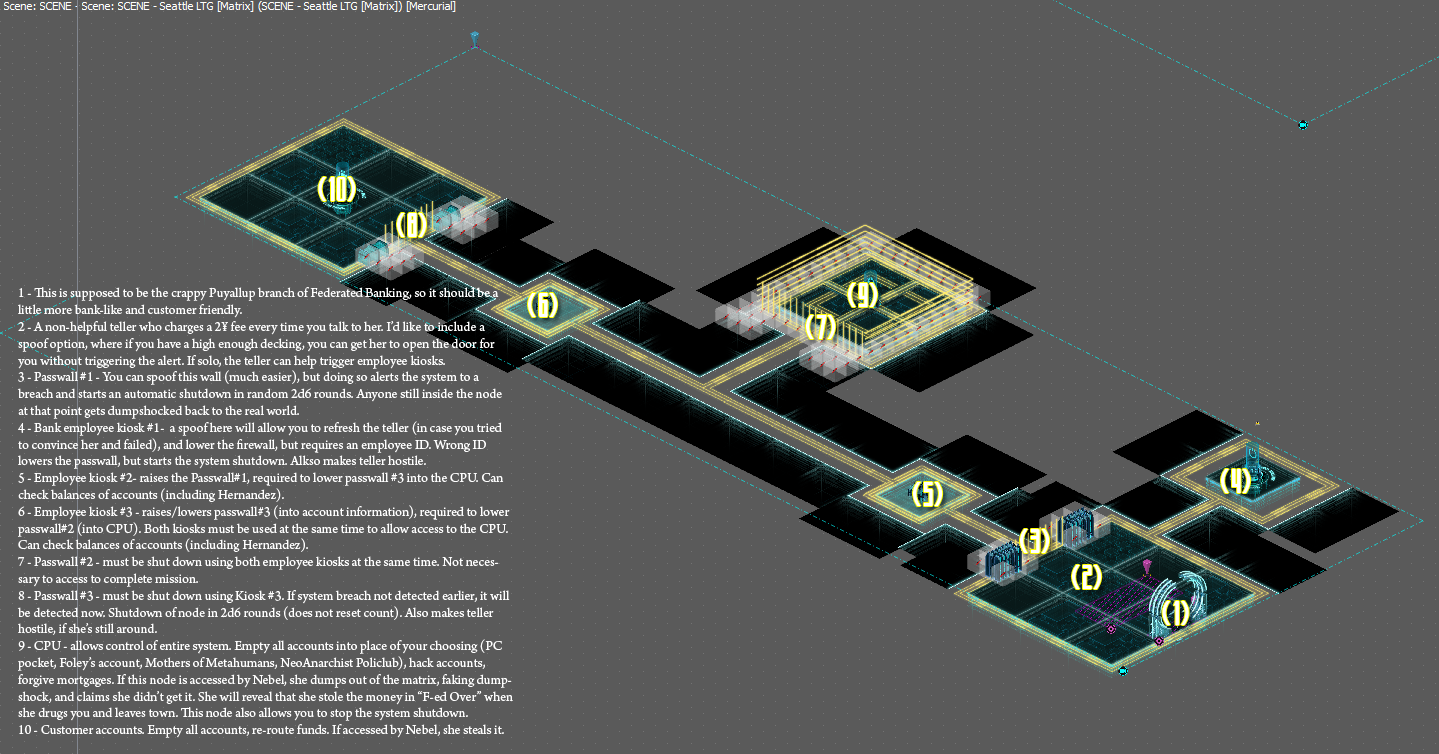 Scene: SCENE - Scene: SCENE - Seattle LTG [Matrix] (SCENE - Seattle LTG [Matrix]) [Mercurial]
(10)
(8)
(6)
(9)
(7)
(5)
(4)
(3)
(2)
(1)
1 - This is supposed to be the crappy Puyallup branch of Federated Banking, so it should be a
little more bank-like and customer friendly.
2 - A non-helpful teller who charges a 2¥ fee every time you talk to her. I'd like to include a
spoof option, where if you have a high enough decking, you can get her to open the door for
you without triggering the alert. If solo, the teller can help trigger employee kiosks.
3 - Passwall #1 - You can spoof this wall (much easier), but doing so alerts the system to a
breach and starts an automatic shutdown in random 2d6 rounds. Anyone still inside the node
at that point gets dumpshocked back to the real world.
4 - Bank employee kiosk #1-  a spoof here will allow you to refresh the teller (in case you tried
to convince her and failed), and lower the firewall, but requires an employee ID. Wrong ID
lowers the passwall, but starts the system shutdown. Alkso makes teller hostile.
5 - Employee kiosk #2- raises the Passwall#1, required to lower passwall #3 into the CPU. Can
check balances of accounts (including Hernandez).
6 - Employee kiosk #3 - raises/lowers passwall#3 (into account information), required to lower
passwall#2 (into CPU). Both kiosks must be used at the same time to allow access to the CPU.
Can check balances of accounts (including Hernandez).
7 - Passwall #2 - must be shut down using both employee kiosks at the same time. Not neces-
sary to access to complete mission.
8 - Passwall #3 - must be shut down using Kiosk #3. If system breach not detected earlier, it will
be detected now. Shutdown of node in 2d6 rounds (does not reset count). Also makes teller
hostile, if she's still around.
9 - CPU - allows control of entire system. Empty all accounts into place of your choosing (PC
pocket, Foley's account, Mothers of Metahumans, NeoAnarchist Policlub), hack accounts,
forgive mortgages. If this node is accessed by Nebel, she dumps out of the matrix, faking dump-
shock, and claims she didn't get it. She will reveal that she stole the money in "F-ed Over" when
she drugs you and leaves town. This node also allows you to stop the system shutdown.
10 - Customer accounts. Empty all accounts, re-route funds. If accessed by Nebel, she steals it.